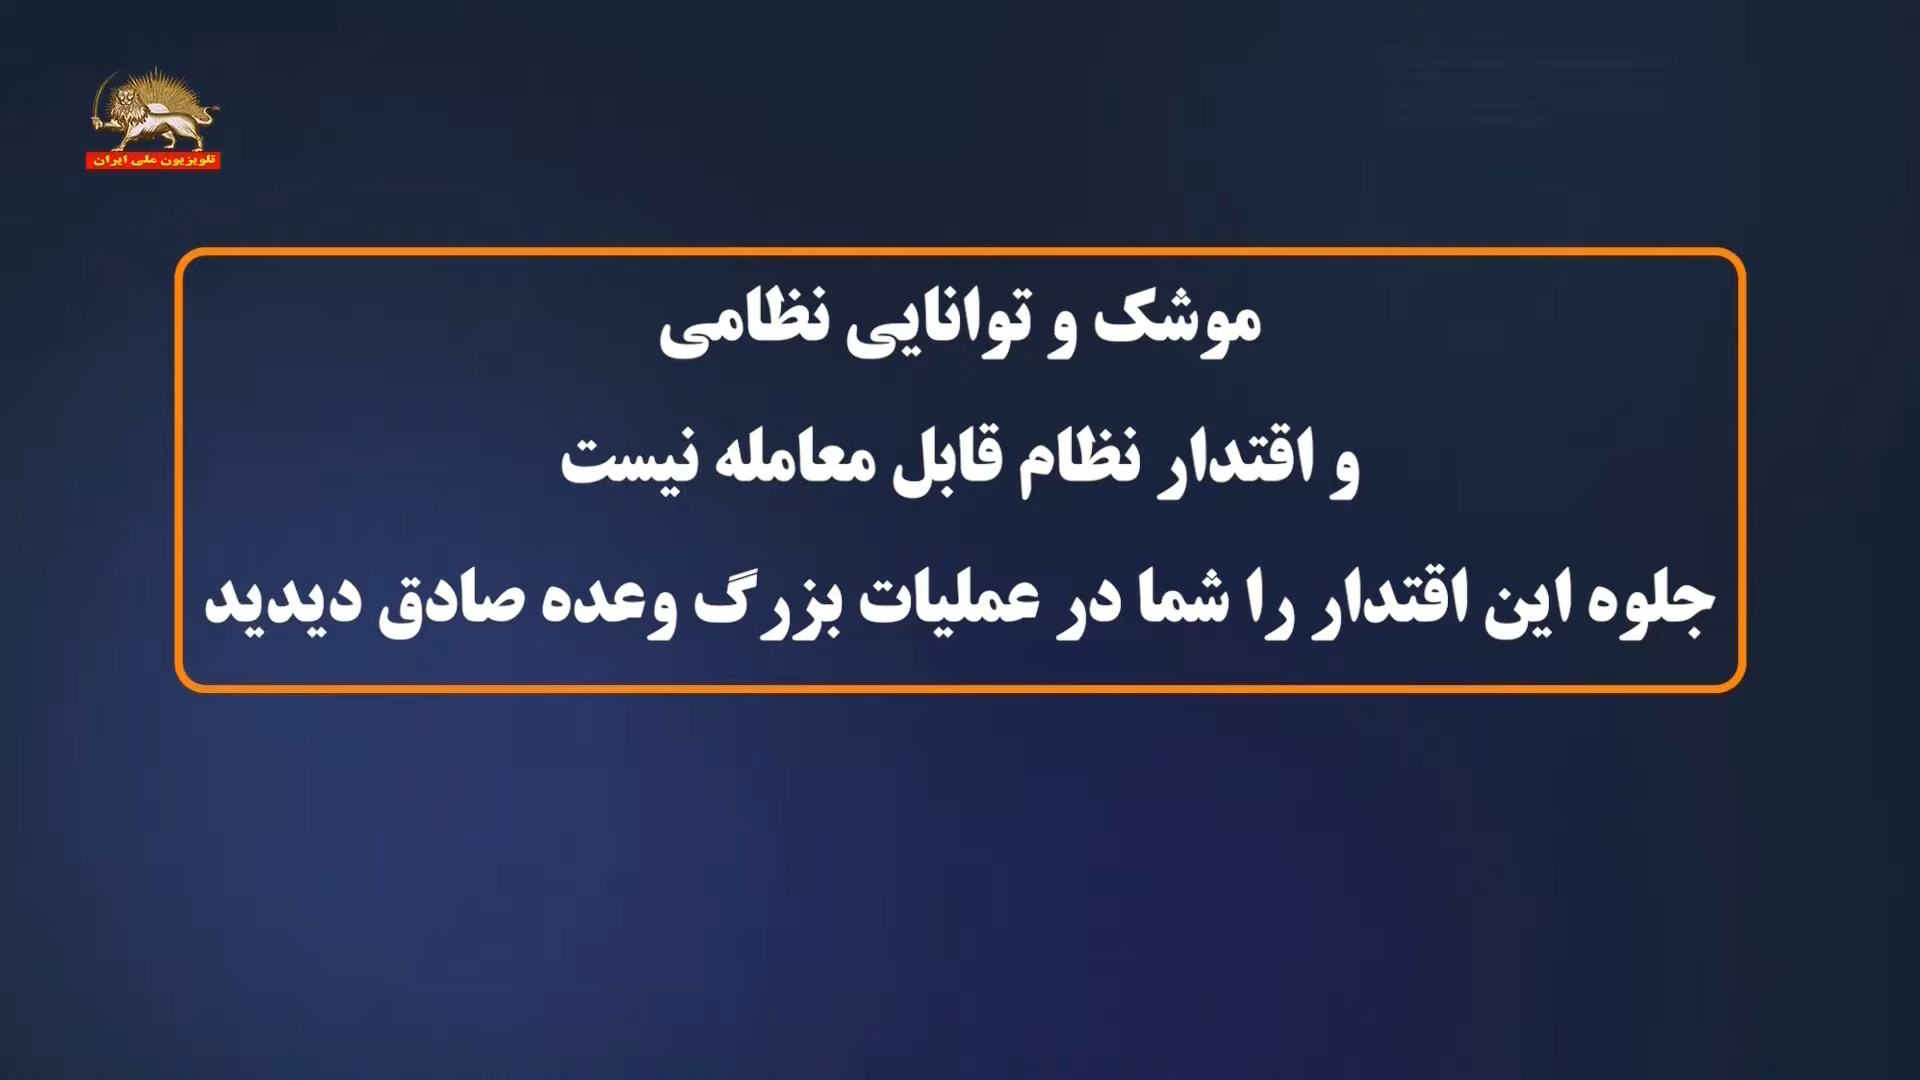 تلویزیون ملی ایران
موشک و توانایی نظامی
و اقتدار نظام قابل معامله نیست
جلوه این اقتدار را شما در عملیات بزرگ وعده صادق دیدید